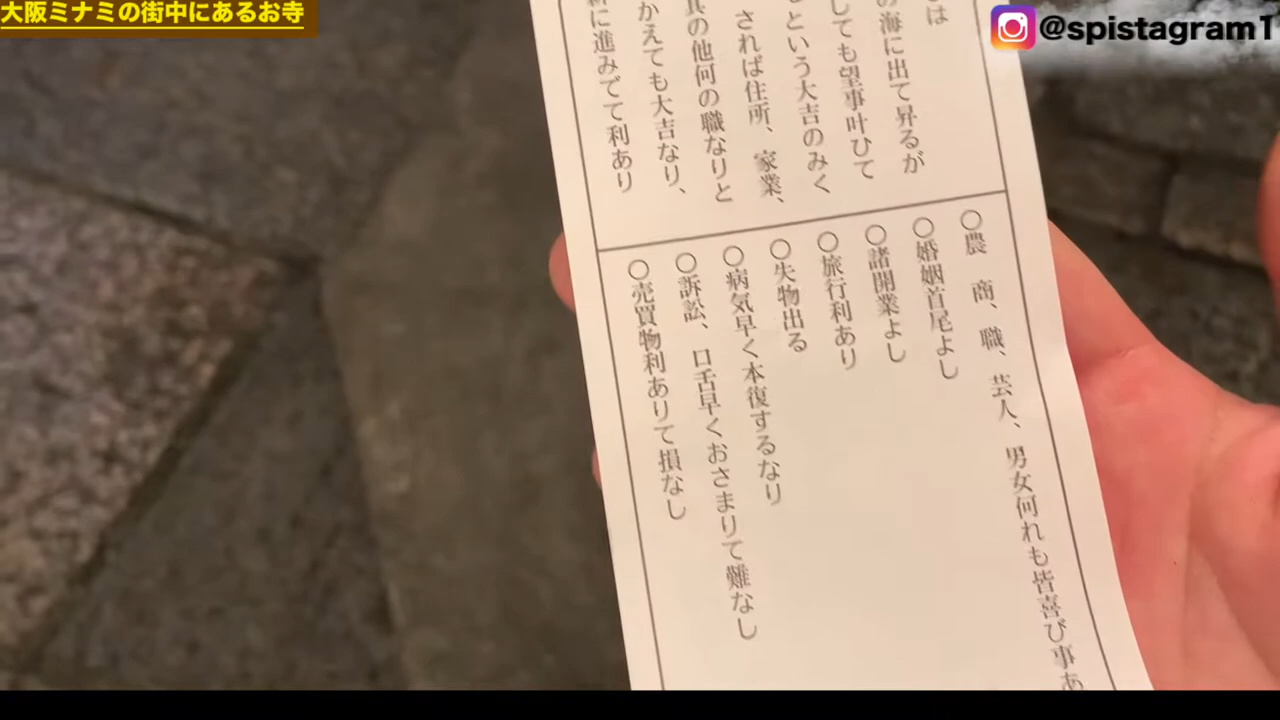 大阪ミナミの街中にあるお寺
@spistagram1
は
の海に出て昇るが
しても望事叶ひて
という大吉のみく
されば住所、家業、
其の他何の職なりと
かえても大吉なり、
に進みでて利あり
○農 商、職、芸人、男女何れも皆喜び事あ
○婚姻首尾よし
○諸開業よし
○旅行利あり
○失物出る
○病気早く本復するなり
○訴訟、口舌早くおさまりて難なし
○売買物利ありて損なし